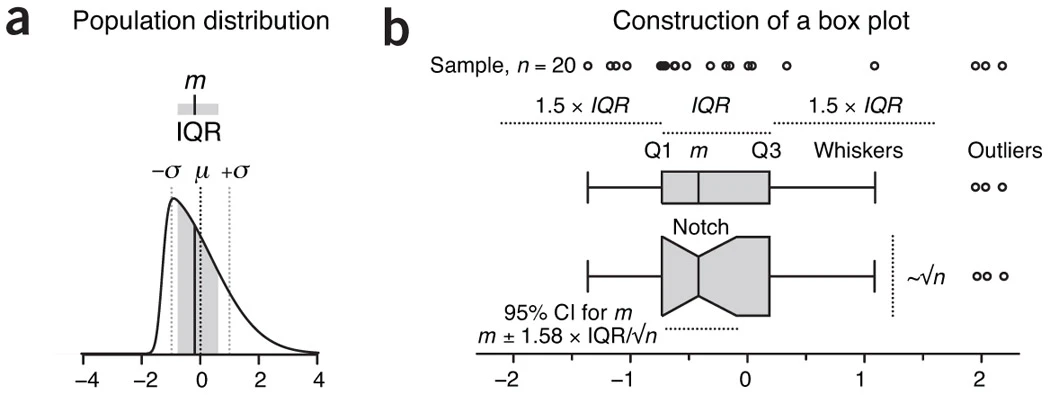 a Population distribution
m
IQR
−σ μ +σ
−4 −2 0 2 4
b Construction of a box plot
Sample, n = 20
1.5 × IQR IQR 1.5 × IQR
Q1 m Q3 Whiskers Outliers
Notch
~√n
95% CI for m
m ± 1.58 × IQR/√n
−2 −1 0 1 2